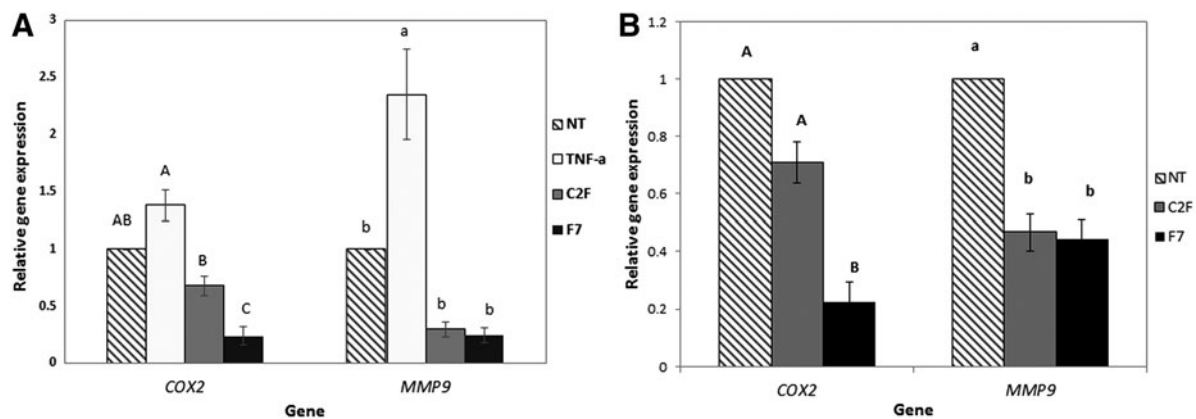 A
Relative gene expression
3
2.5
2
1.5
1
0.5
0
AB
A
B
C
b
a
b
b
COX2
MMP9
Gene
NT
TNF-a
C2F
F7
B
Relative gene expression
1.2
1
0.8
0.6
0.4
0.2
0
A
A
B
a
b
b
COX2
MMP9
Gene
NT
C2F
F7